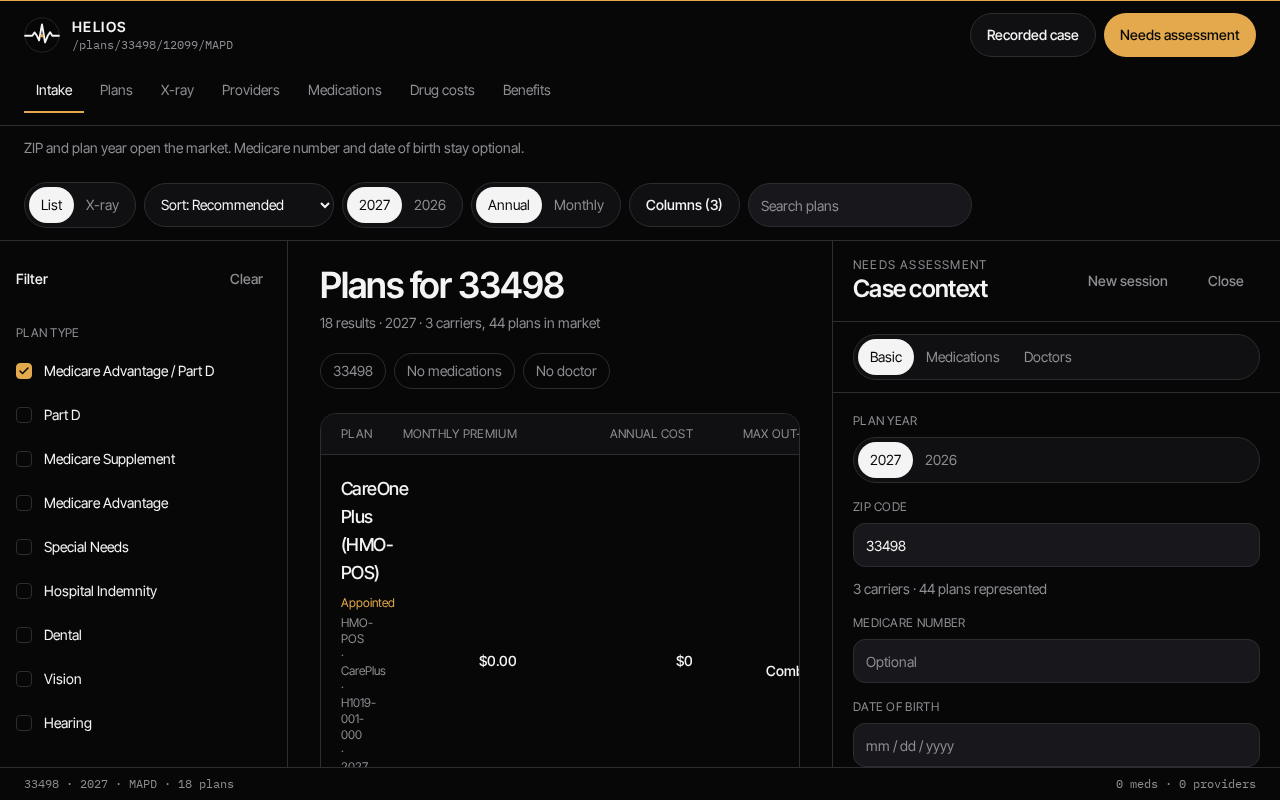 HELIOS
/plans/33498/12099/MAPD
Recorded case
Needs assessment
Intake
Plans
X-ray
Providers
Medications
Drug costs
Benefits
ZIP and plan year open the market. Medicare number and date of birth stay optional.
List
X-ray
Sort: Recommended
2027
2026
Annual
Monthly
Columns (3)
Search plans
Filter
Clear
PLAN TYPE
Medicare Advantage / Part D
Part D
Medicare Supplement
Medicare Advantage
Special Needs
Hospital Indemnity
Dental
Vision
Hearing
Plans for 33498
18 results · 2027 · 3 carriers, 44 plans in market
33498
No medications
No doctor
PLAN
MONTHLY PREMIUM
ANNUAL COST
MAX OUT-
CareOne
Plus
(HMO-
POS)
Appointed
HMO-
POS
·
CarePlus
·
H1019-
001-
000
·
2027
$0.00
$0
Comb
NEEDS ASSESSMENT
Case context
New session
Close
Basic
Medications
Doctors
PLAN YEAR
2027
2026
ZIP CODE
33498
3 carriers · 44 plans represented
MEDICARE NUMBER
Optional
DATE OF BIRTH
mm / dd / yyyy
33498 · 2027 · MAPD · 18 plans
0 meds · 0 providers